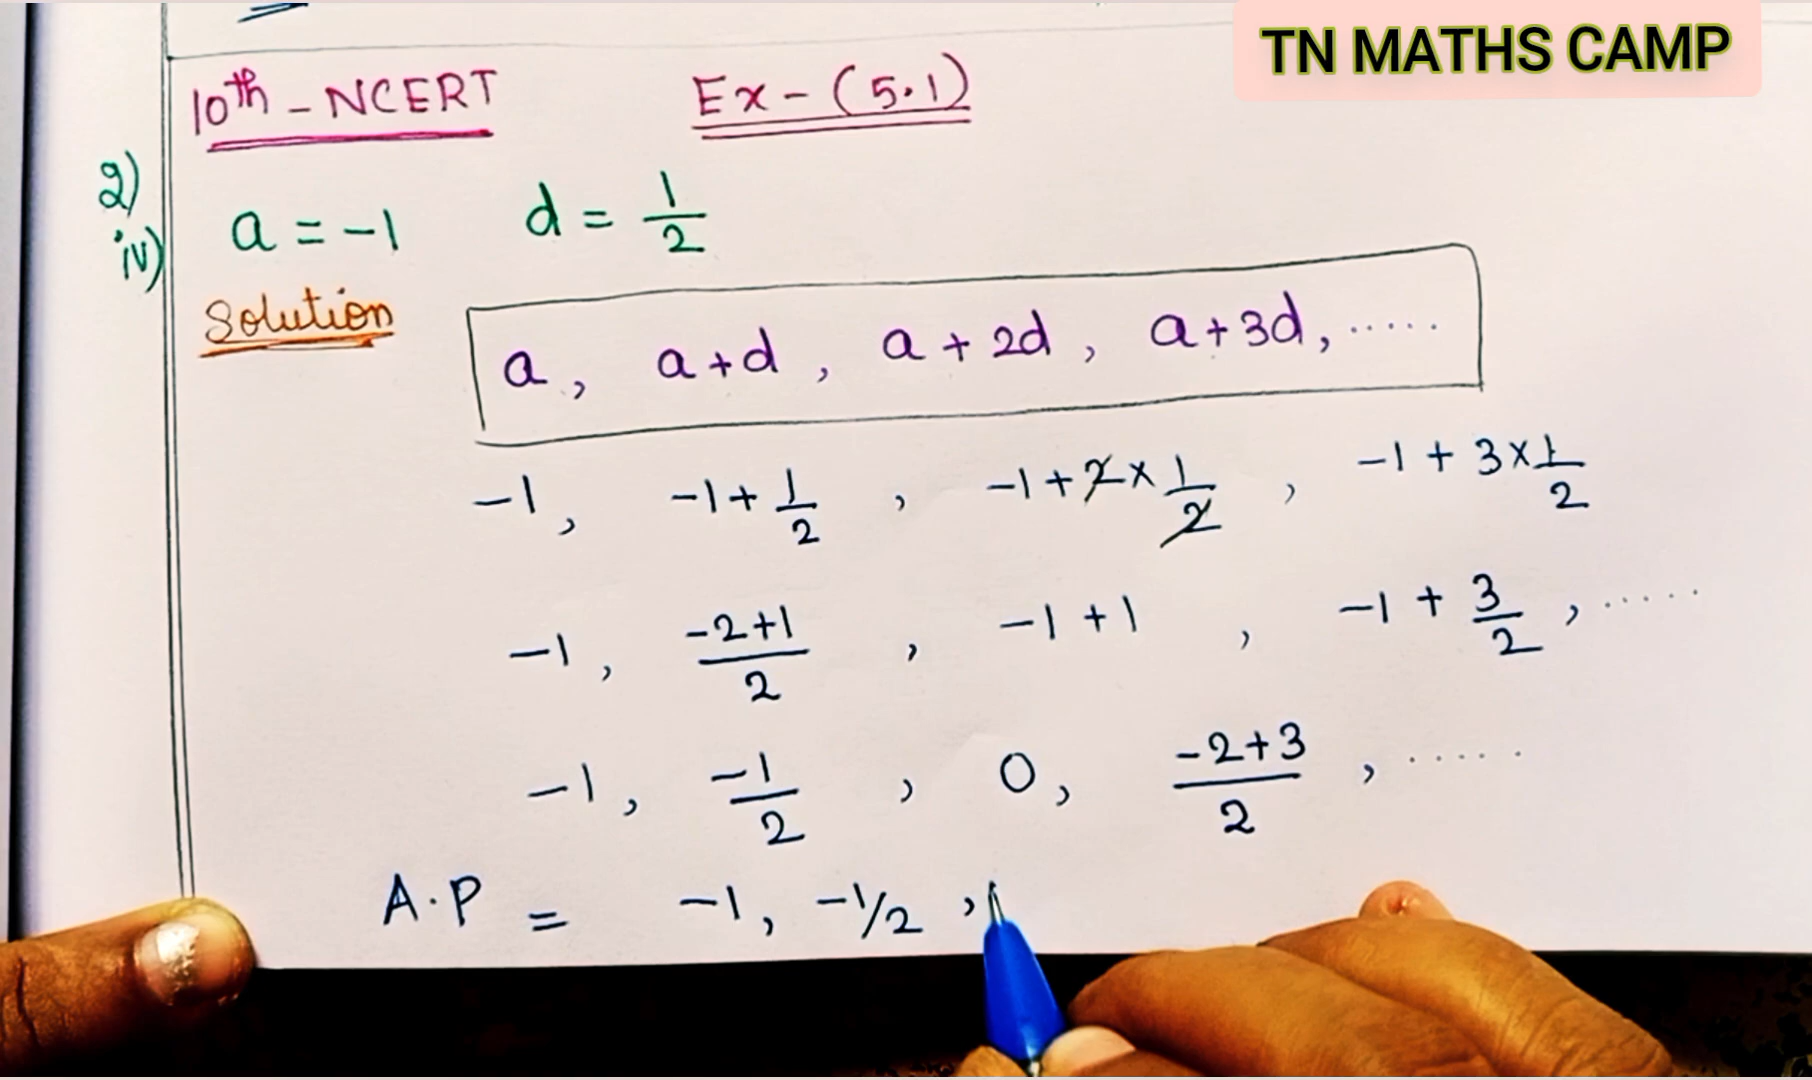 TN MATHS CAMP
10th - NCERT Ex - (5.1)
2)
iv) a = -1 d = 1/2
Solution
a, a+d, a + 2d, a+3d, .....
-1, -1 + 1/2, -1 + 2 × 1/2, -1 + 3 × 1/2
-1, -2+1/2, -1 + 1, -1 + 3/2, .....
-1, -1/2, 0, -2+3/2, .....
A.P = -1, -1/2,